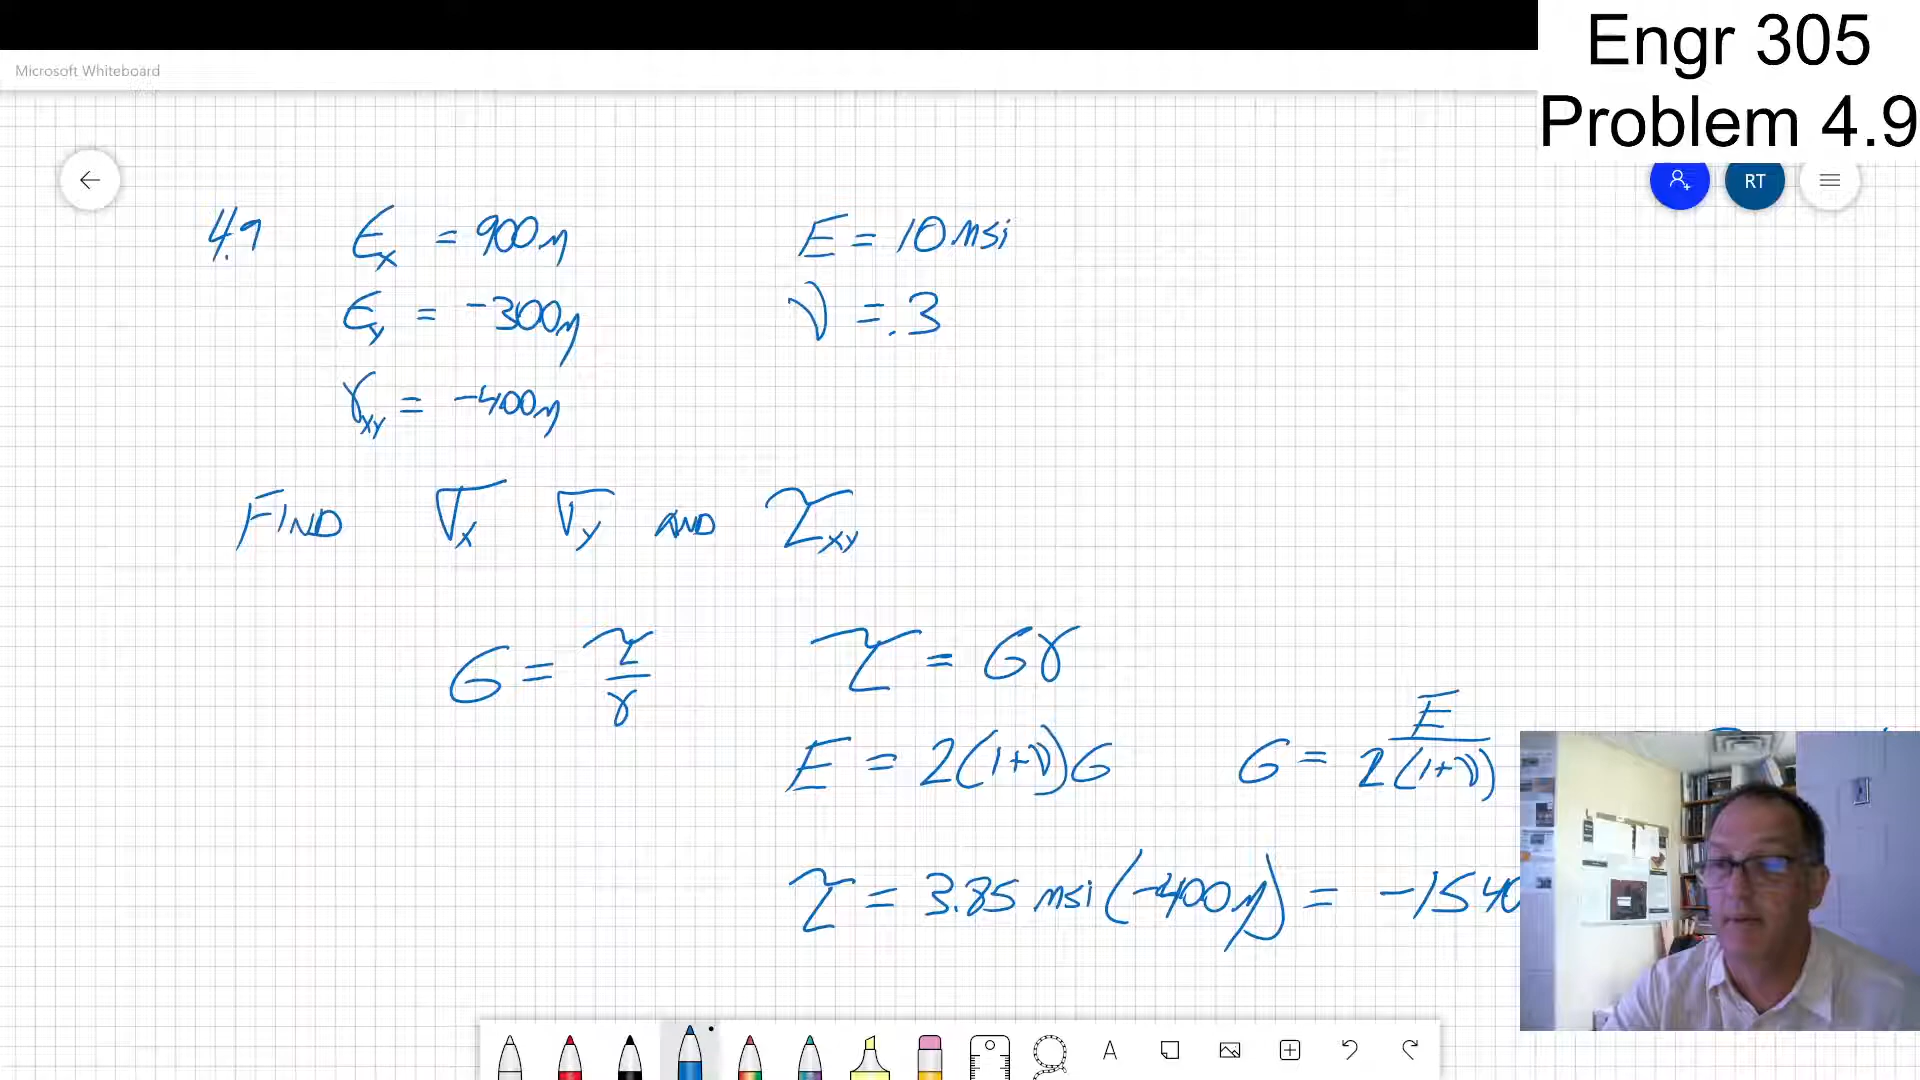 Engr 305
Problem 4.9
Microsoft Whiteboard
RT
4.9 ϵx = 900μ E = 10 msi
ϵy = -300μ ν = .3
γxy = -400μ
FIND σx σy AND τxy
G = τ/γ τ = Gγ
E = 2(1+ν)G G = E/2(1+ν)
τ = 3.85 msi (-400μ) = -1540
A